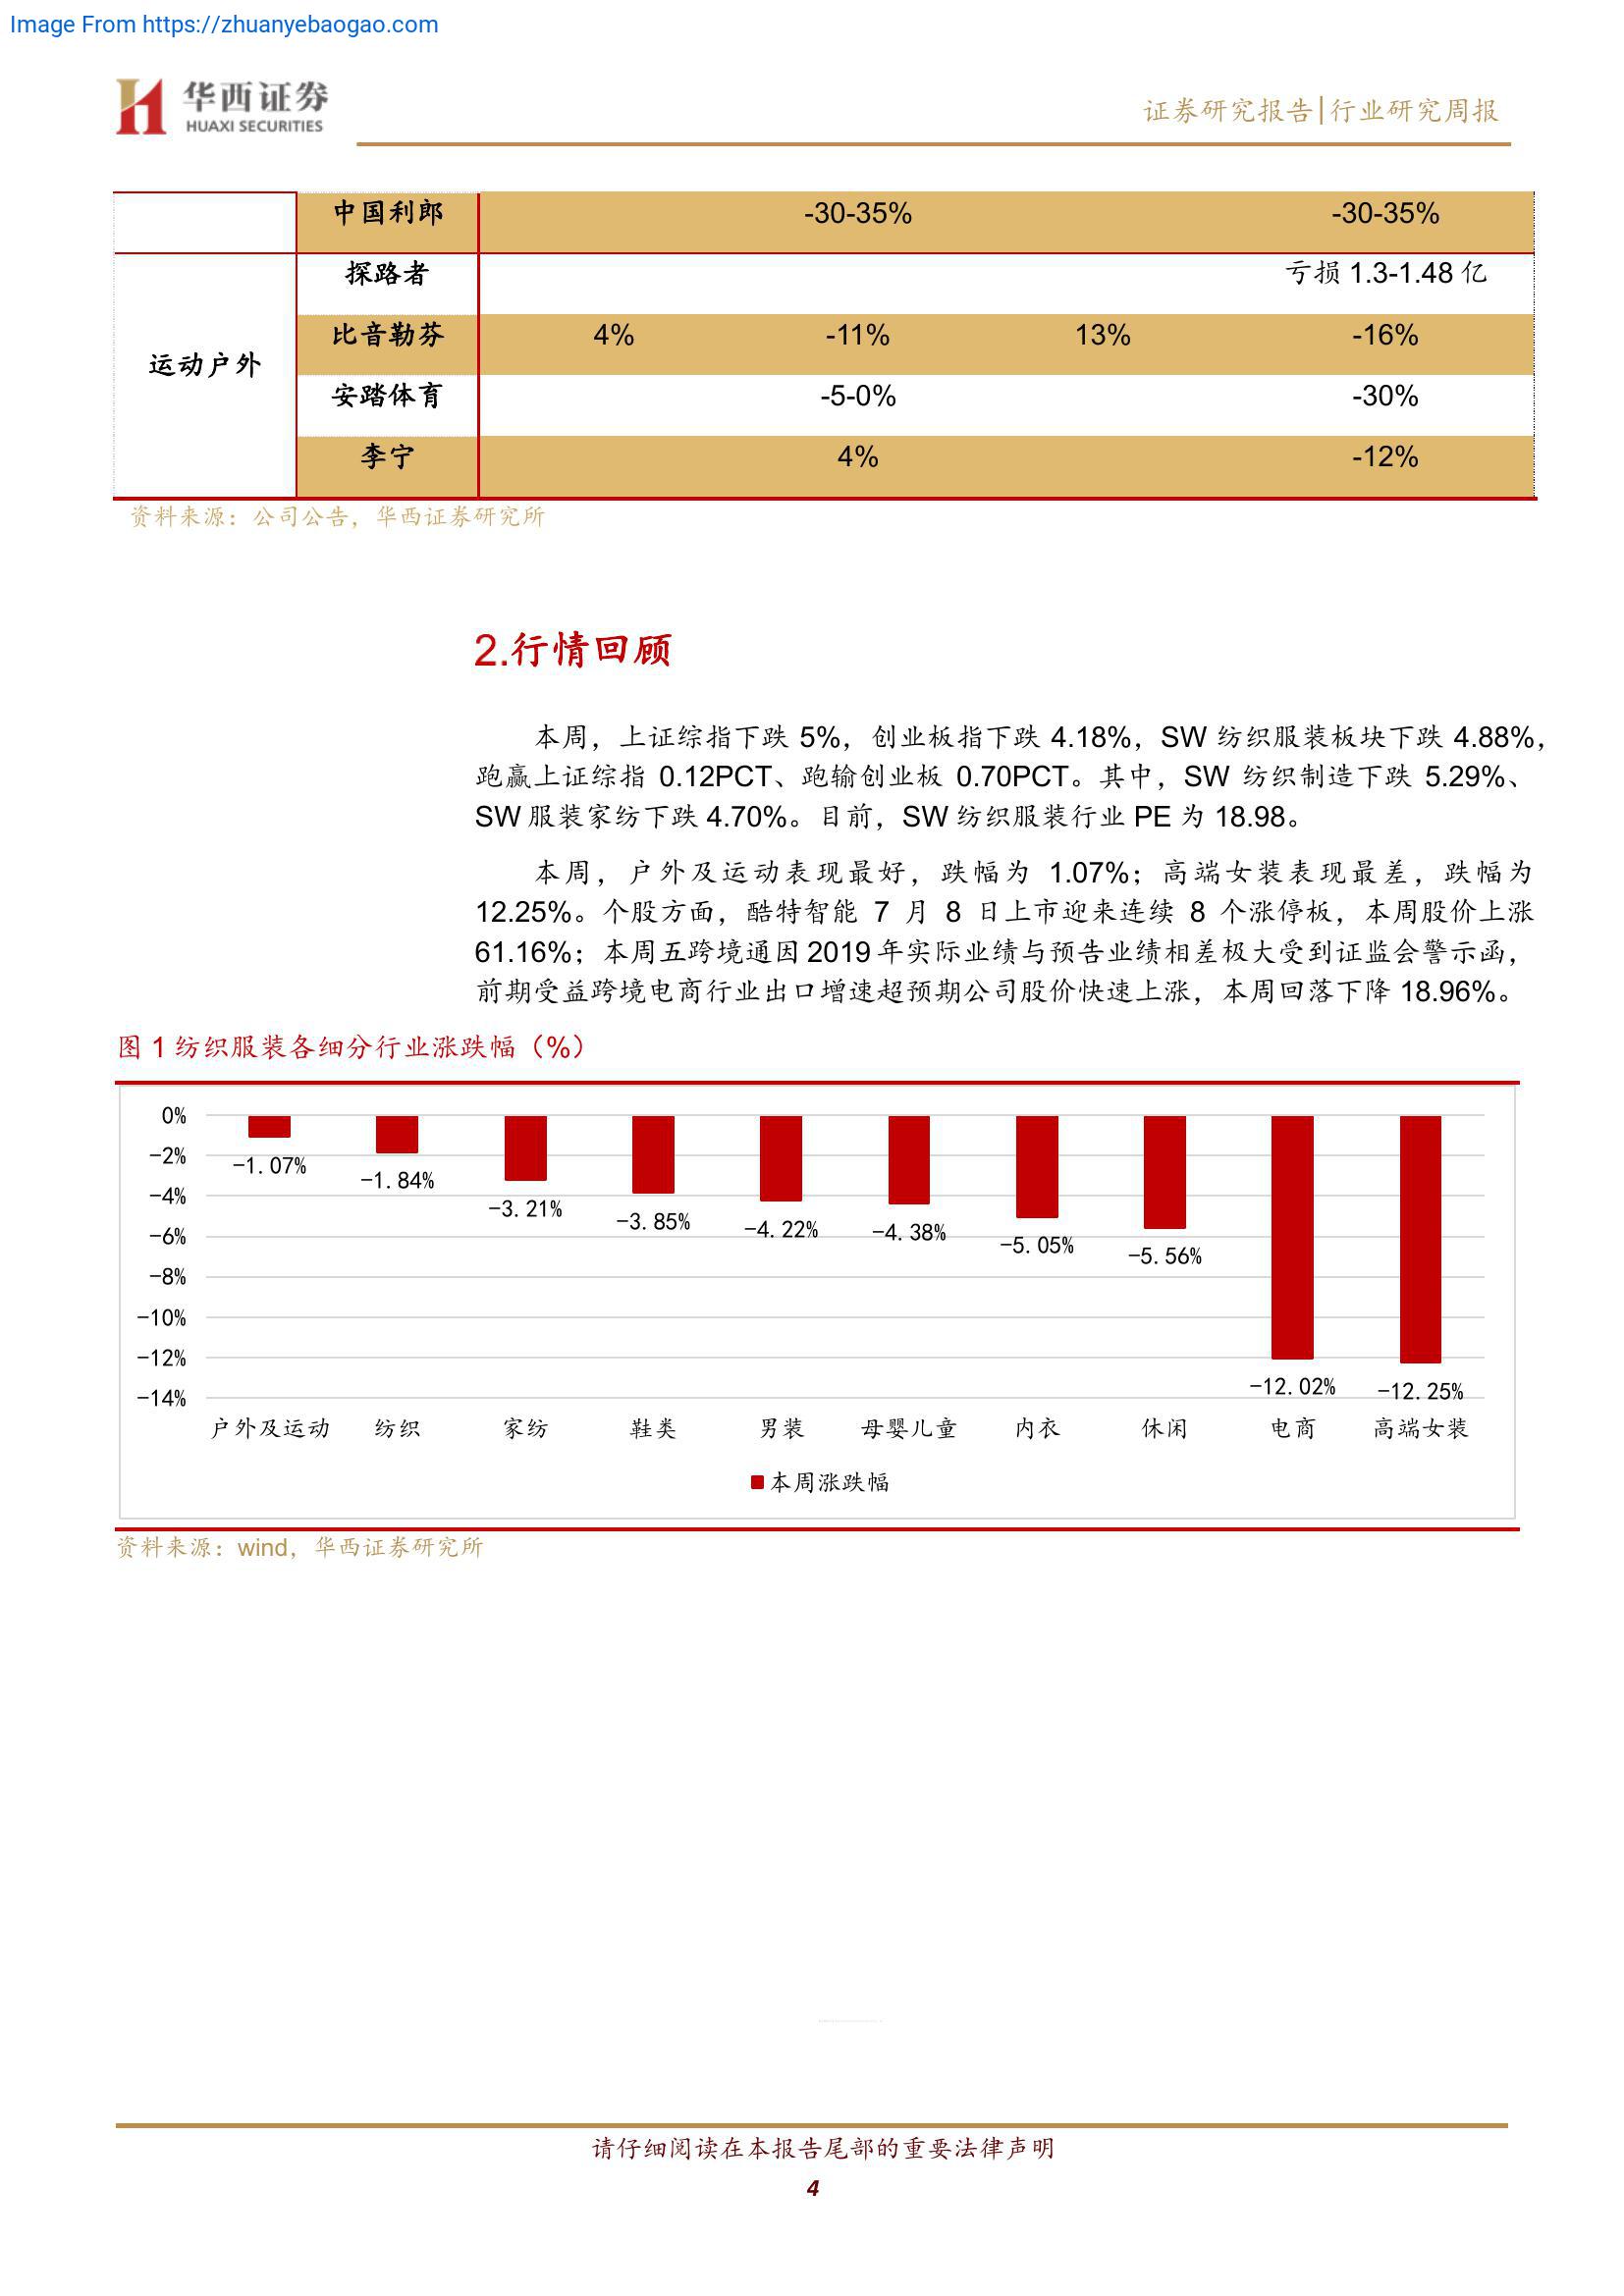 Image From https://zhuanyebaogao.com
华西证券
HUAXI SECURITIES
证券研究报告|行业研究周报
中国利郎 -30-35% -30-35%
探路者 亏损 1.3-1.48 亿
比音勒芬 4% -11% 13% -16%
运动户外
安踏体育 -5-0% -30%
李宁 4% -12%
资料来源：公司公告，华西证券研究所
2.行情回顾
本周，上证综指下跌 5%，创业板指下跌 4.18%，SW 纺织服装板块下跌 4.88%，
跑赢上证综指 0.12PCT、跑输创业板 0.70PCT。其中，SW 纺织制造下跌 5.29%、
SW 服装家纺下跌 4.70%。目前，SW 纺织服装行业 PE 为 18.98。
本周，户外及运动表现最好，跌幅为 1.07%；高端女装表现最差，跌幅为
12.25%。个股方面，酷特智能 7 月 8 日上市迎来连续 8 个涨停板，本周股价上涨
61.16%；本周五跨境通因 2019 年实际业绩与预告业绩相差极大受到证监会警示函，
前期受益跨境电商行业出口增速超预期公司股价快速上涨，本周回落下降 18.96%。
图 1 纺织服装各细分行业涨跌幅（%）
0%
-2%
-4%
-6%
-8%
-10%
-12%
-14%
-1.07% -1.84% -3.21% -3.85% -4.22% -4.38% -5.05% -5.56% -12.02% -12.25%
户外及运动 纺织 家纺 鞋类 男装 母婴儿童 内衣 休闲 电商 高端女装
本周涨跌幅
资料来源：wind，华西证券研究所
请仔细阅读在本报告尾部的重要法律声明
4